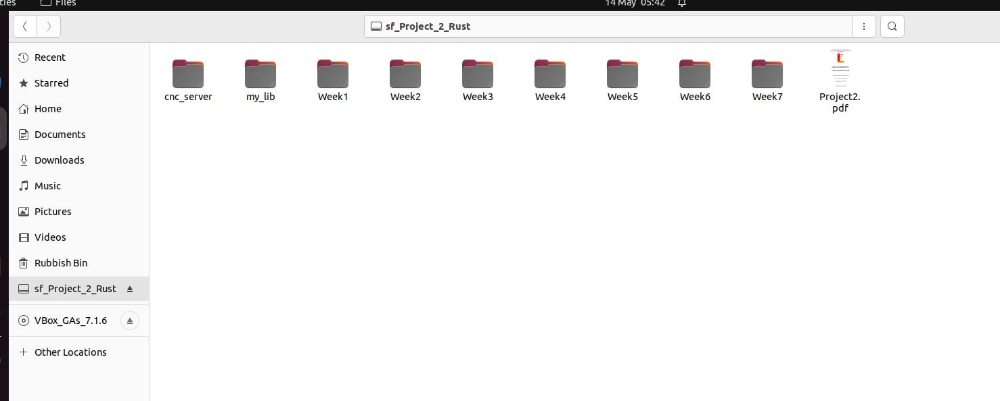 Files
14 May 05:42
sf_Project_2_Rust
Recent
Starred
Home
Documents
Downloads
Music
Pictures
Videos
Rubbish Bin
sf_Project_2_Rust
VBox_GAs_7.1.6
Other Locations
cnc_server
my_lib
Week1
Week2
Week3
Week4
Week5
Week6
Week7
Project2.
pdf